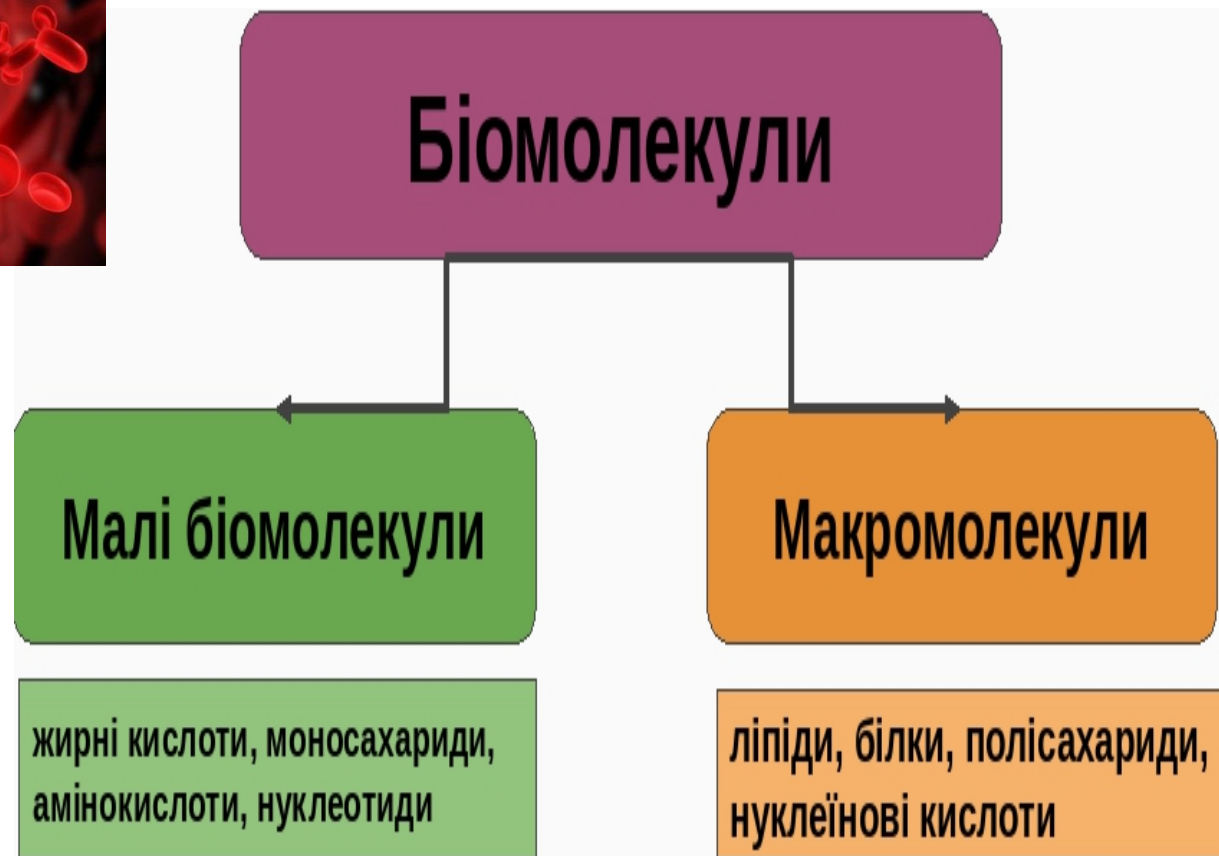 Біомолекули
Малі біомолекули
Макромолекули
жирні кислоти, моносахариди,
амінокислоти, нуклеотиди
ліпіди, білки, полісахариди,
нуклеїнові кислоти